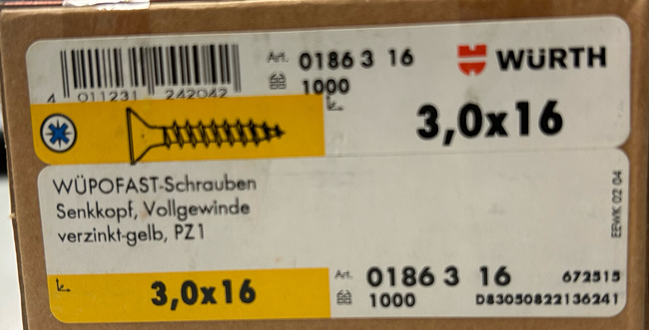 Art. 0186 3 16
WÜRTH
1000
4 011231 242042
3,0x16
WÜPOFAST-Schrauben
Senkkopf, Vollgewinde
verzinkt-gelb, PZ1
EEWK 02 04
3,0x16
Art. 0186 3 16
672515
1000
D83050822136241